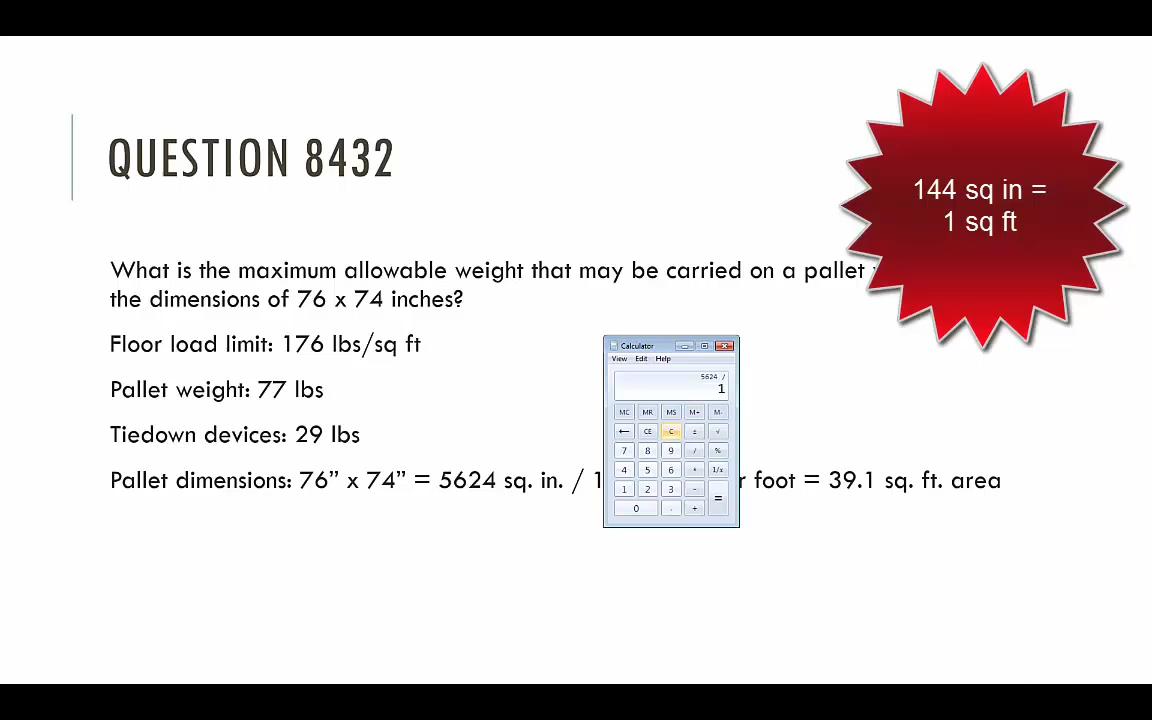 QUESTION 8432
144 sq in =
1 sq ft
What is the maximum allowable weight that may be carried on a pallet
the dimensions of 76 x 74 inches?
Floor load limit: 176 lbs/sq ft
Pallet weight: 77 lbs
Tiedown devices: 29 lbs
Pallet dimensions: 76” x 74” = 5624 sq. in. / 1 foot = 39.1 sq. ft. area
Calculator
View Edit Help
5624 /
1
MC MR MS M+ M-
← CE C ± √
7 8 9 / %
4 5 6 * 1/x
1 2 3 - =
0 . +